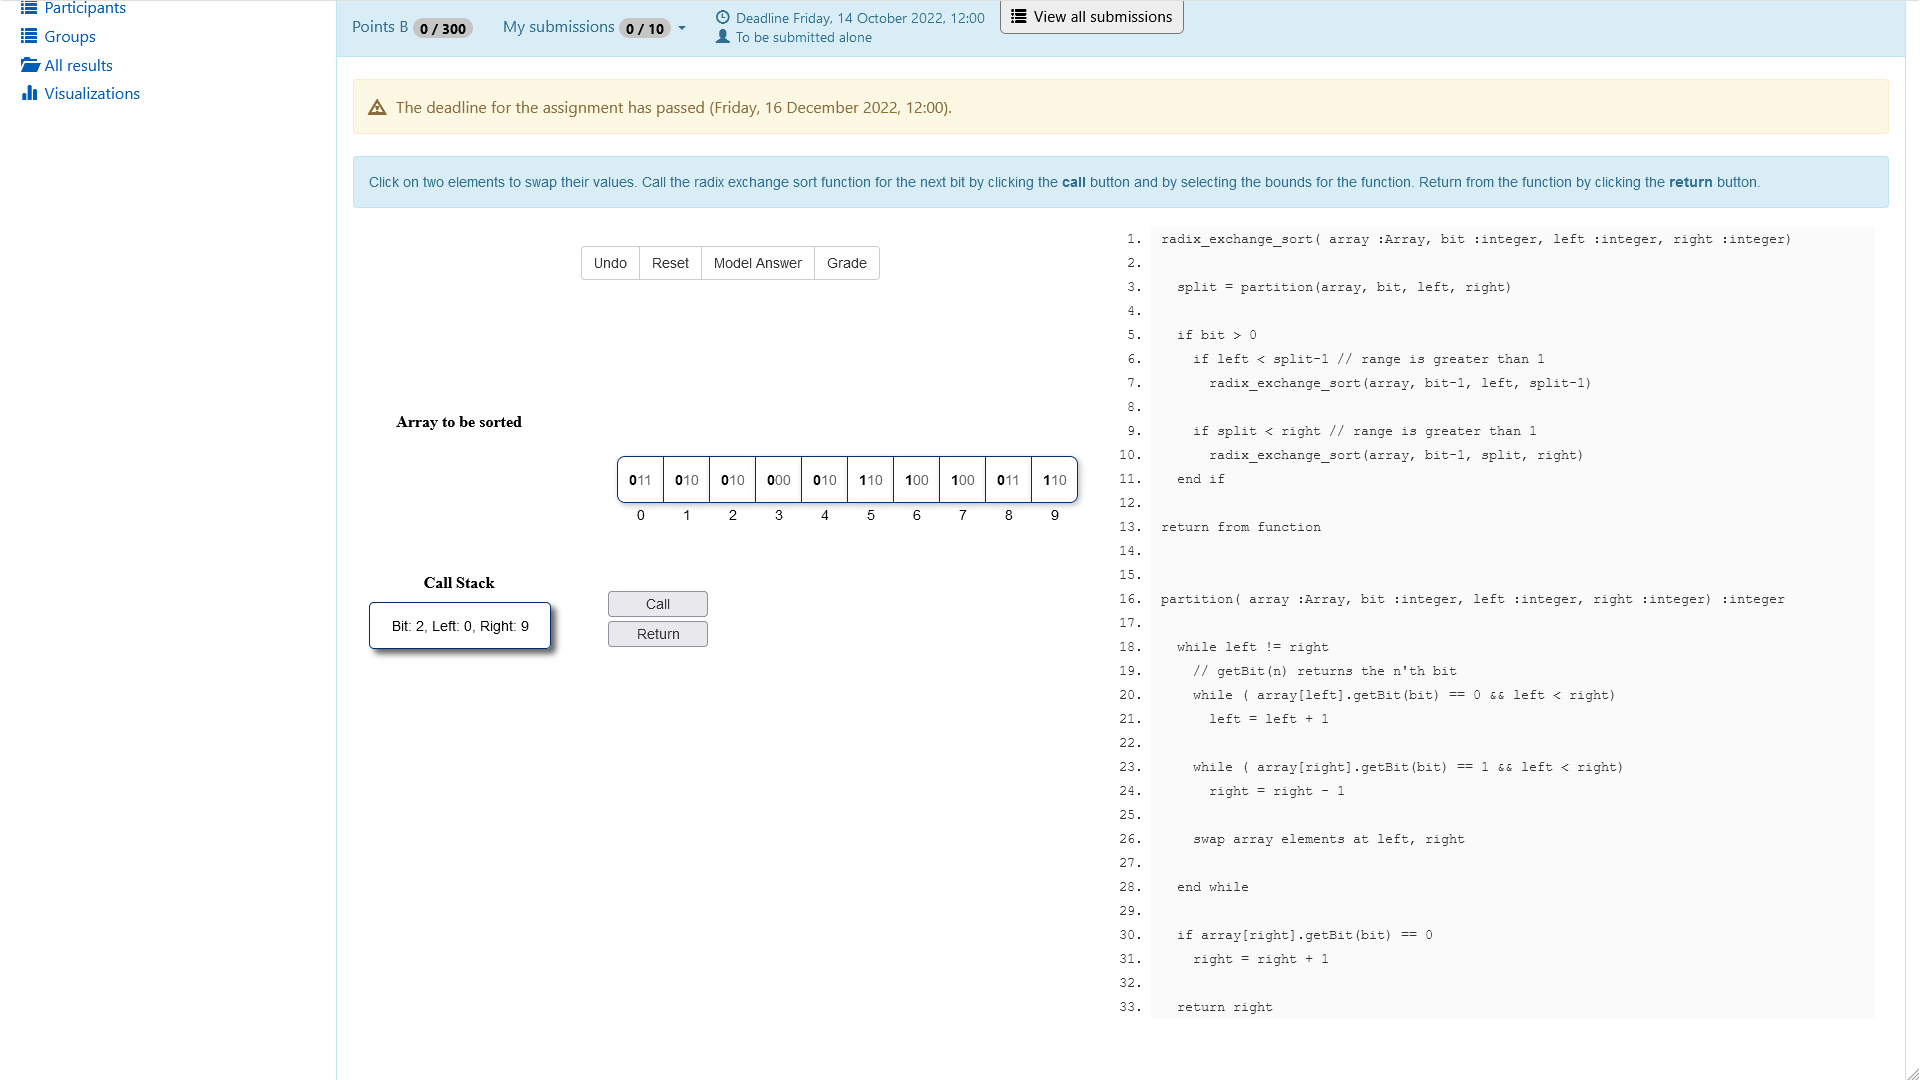 Participants
Groups
All results
Visualizations
Points B 0 / 300
My submissions 0 / 10
Deadline Friday, 14 October 2022, 12:00
To be submitted alone
View all submissions
The deadline for the assignment has passed (Friday, 16 December 2022, 12:00).
Click on two elements to swap their values. Call the radix exchange sort function for the next bit by clicking the call button and by selecting the bounds for the function. Return from the function by clicking the return button.
Undo Reset Model Answer Grade
Array to be sorted
011 010 010 000 010 110 100 100 011 110
0 1 2 3 4 5 6 7 8 9
Call Stack
Bit: 2, Left: 0, Right: 9
Call
Return
1. radix_exchange_sort( array :Array, bit :integer, left :integer, right :integer)
2.
3. split = partition(array, bit, left, right)
4.
5. if bit > 0
6. if left < split-1 // range is greater than 1
7. radix_exchange_sort(array, bit-1, left, split-1)
8.
9. if split < right // range is greater than 1
10. radix_exchange_sort(array, bit-1, split, right)
11. end if
12.
13. return from function
14.
15.
16. partition( array :Array, bit :integer, left :integer, right :integer) :integer
17.
18. while left != right
19. // getBit(n) returns the n'th bit
20. while ( array[left].getBit(bit) == 0 && left < right)
21. left = left + 1
22.
23. while ( array[right].getBit(bit) == 1 && left < right)
24. right = right - 1
25.
26. swap array elements at left, right
27.
28. end while
29.
30. if array[right].getBit(bit) == 0
31. right = right + 1
32.
33. return right